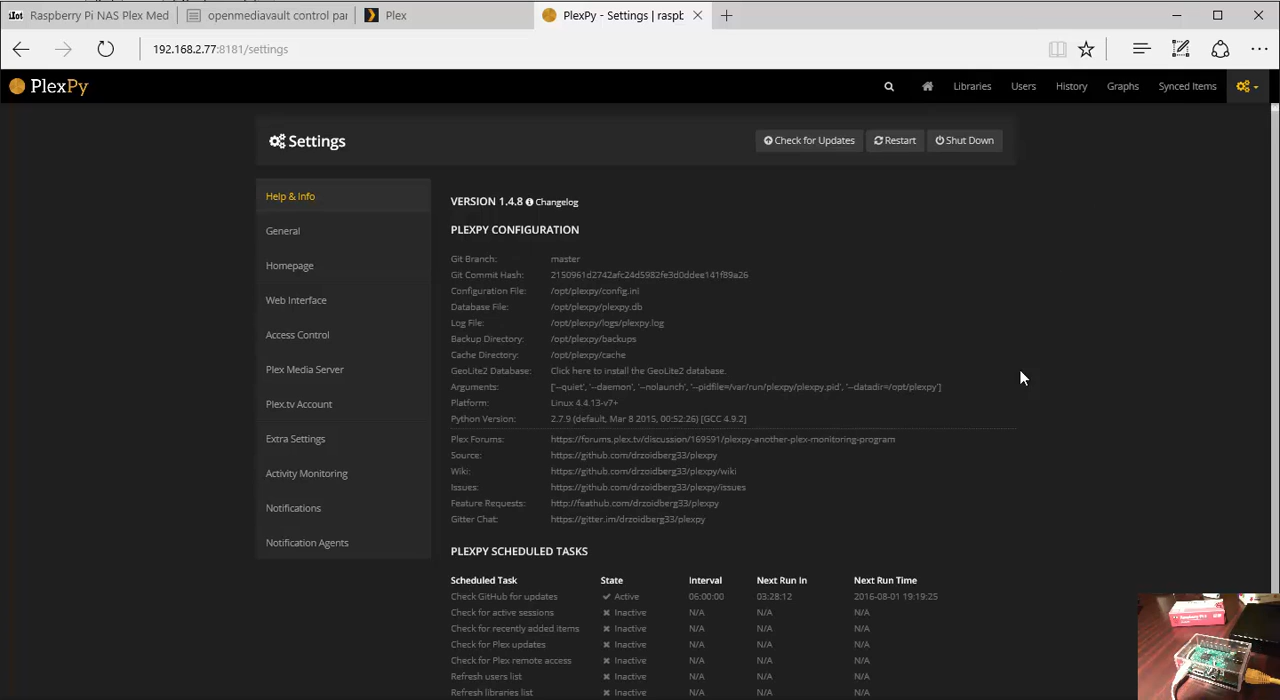 Raspberry Pi NAS Plex Med
openmediavault control par
Plex
PlexPy - Settings | raspb
192.168.2.77:8181/settings
PlexPy
Libraries
Users
History
Graphs
Synced Items
Settings
Check for Updates
Restart
Shut Down
Help & Info
General
Homepage
Web Interface
Access Control
Plex Media Server
Plex.tv Account
Extra Settings
Activity Monitoring
Notifications
Notification Agents
VERSION 1.4.8 Changelog
PLEXPY CONFIGURATION
Git Branch: master
Git Commit Hash: 2150961d2742afc24d5982fe3d0ddee141f89a26
Configuration File: /opt/plexpy/config.ini
Database File: /opt/plexpy/plexpy.db
Log File: /opt/plexpy/logs/plexpy.log
Backup Directory: /opt/plexpy/backups
Cache Directory: /opt/plexpy/cache
GeoLite2 Database: Click here to install the GeoLite2 database.
Arguments: ['--quiet', '--daemon', '--nolaunch', '--pidfile=/var/run/plexpy/plexpy.pid', '--datadir=/opt/plexpy']
Platform: Linux 4.4.13-v7+
Python Version: 2.7.9 (default, Mar 8 2015, 00:52:26) [GCC 4.9.2]
Plex Forums: https://forums.plex.tv/discussion/169591/plexpy-another-plex-monitoring-program
Source: https://github.com/drzoidberg33/plexpy
Wiki: https://github.com/drzoidberg33/plexpy/wiki
Issues: https://github.com/drzoidberg33/plexpy/issues
Feature Requests: http://feathub.com/drzoidberg33/plexpy
Gitter Chat: https://gitter.im/drzoidberg33/plexpy
PLEXPY SCHEDULED TASKS
Scheduled Task State Interval Next Run In Next Run Time
Check GitHub for updates Active 06:00:00 03:28:12 2016-08-01 19:19:25
Check for active sessions Inactive N/A N/A N/A
Check for recently added items Inactive N/A N/A N/A
Check for Plex updates Inactive N/A N/A N/A
Check for Plex remote access Inactive N/A N/A N/A
Refresh users list Inactive N/A N/A N/A
Refresh libraries list Inactive N/A N/A N/A